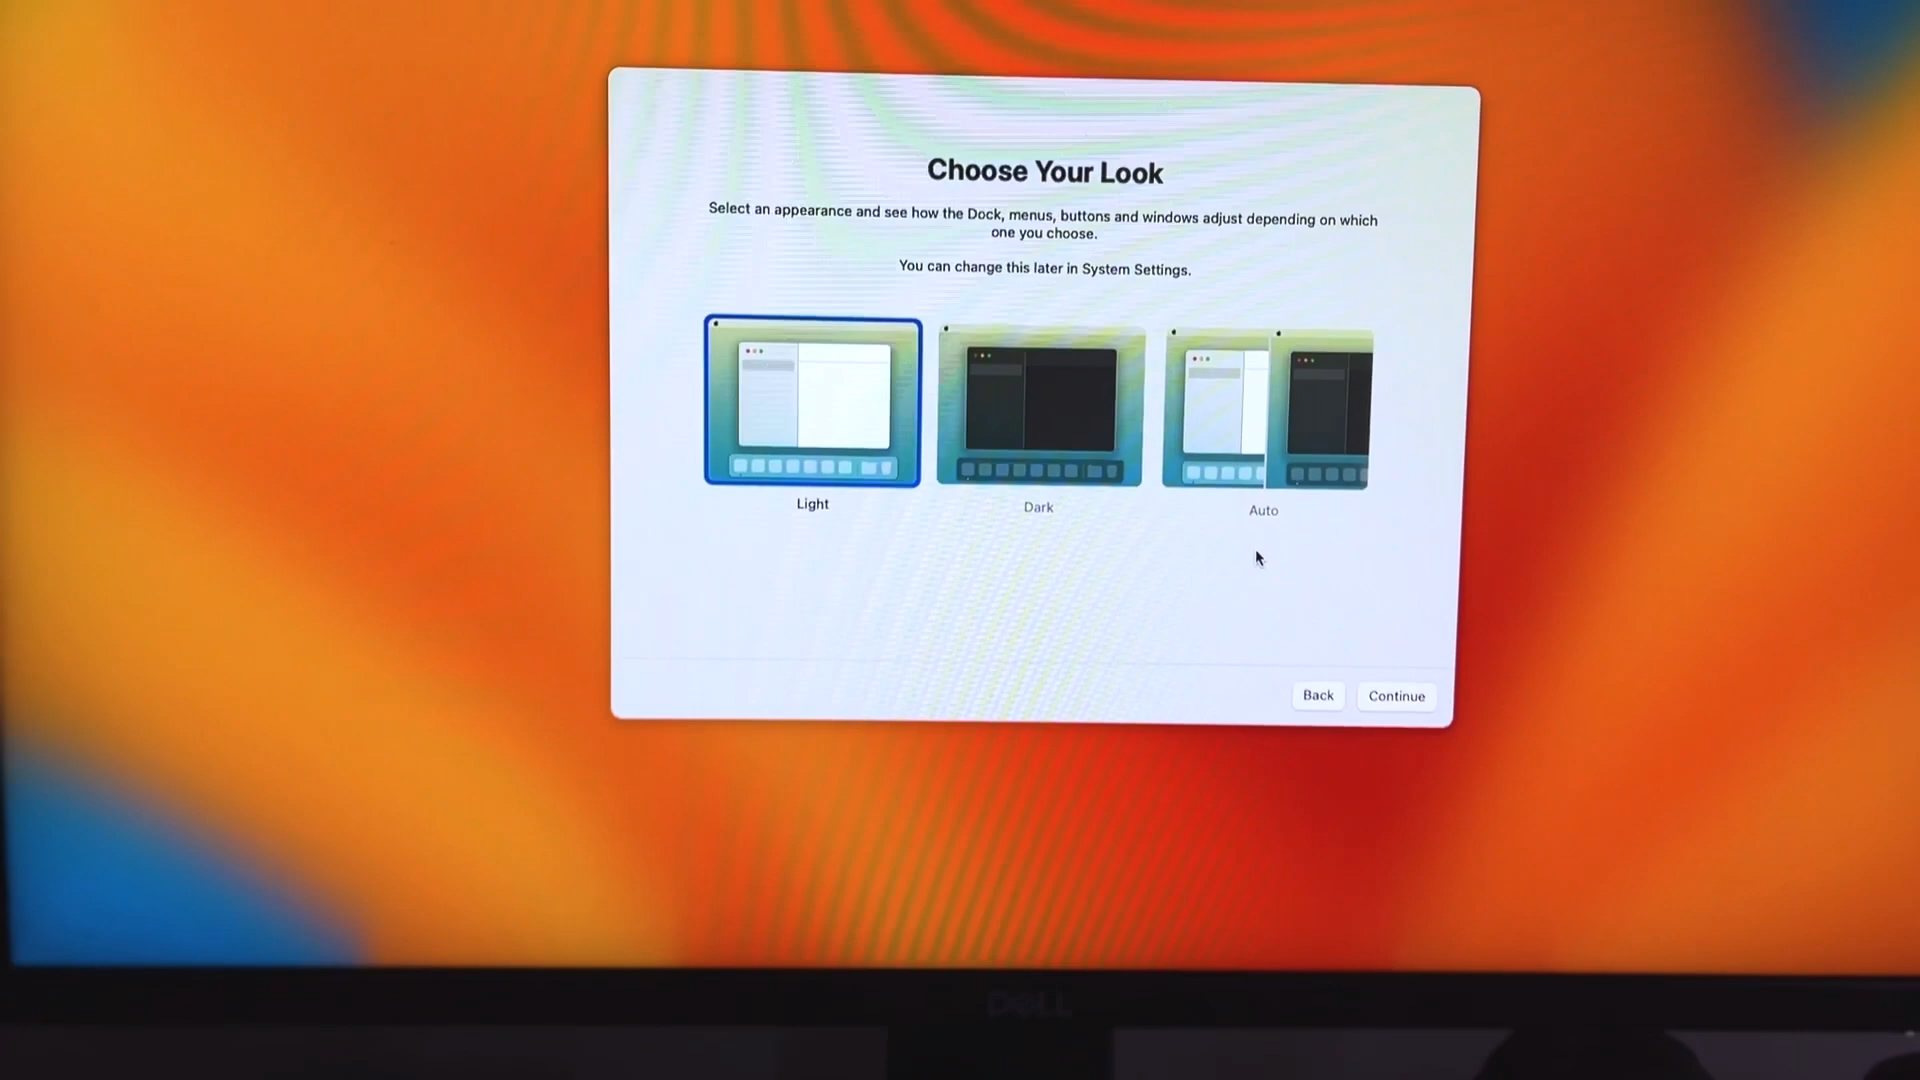 Choose Your Look
Select an appearance and see how the Dock, menus, buttons and windows adjust depending on which
one you choose.
You can change this later in System Settings.
Light
Dark
Auto
Back
Continue
DELL